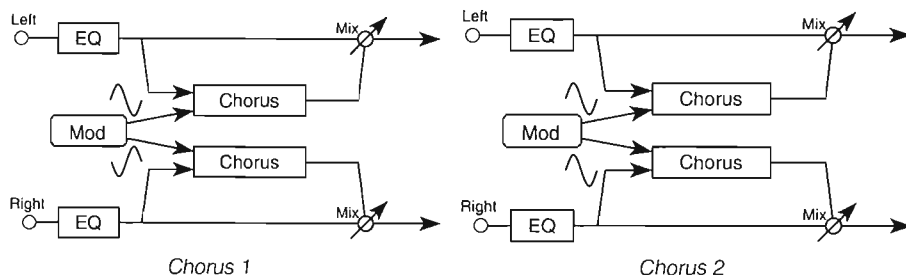 Left
EQ
Mix
Chorus
Mod
Chorus
Right
EQ
Mix
Chorus 1
Left
EQ
Mix
Chorus
Mod
Chorus
Right
EQ
Mix
Chorus 2